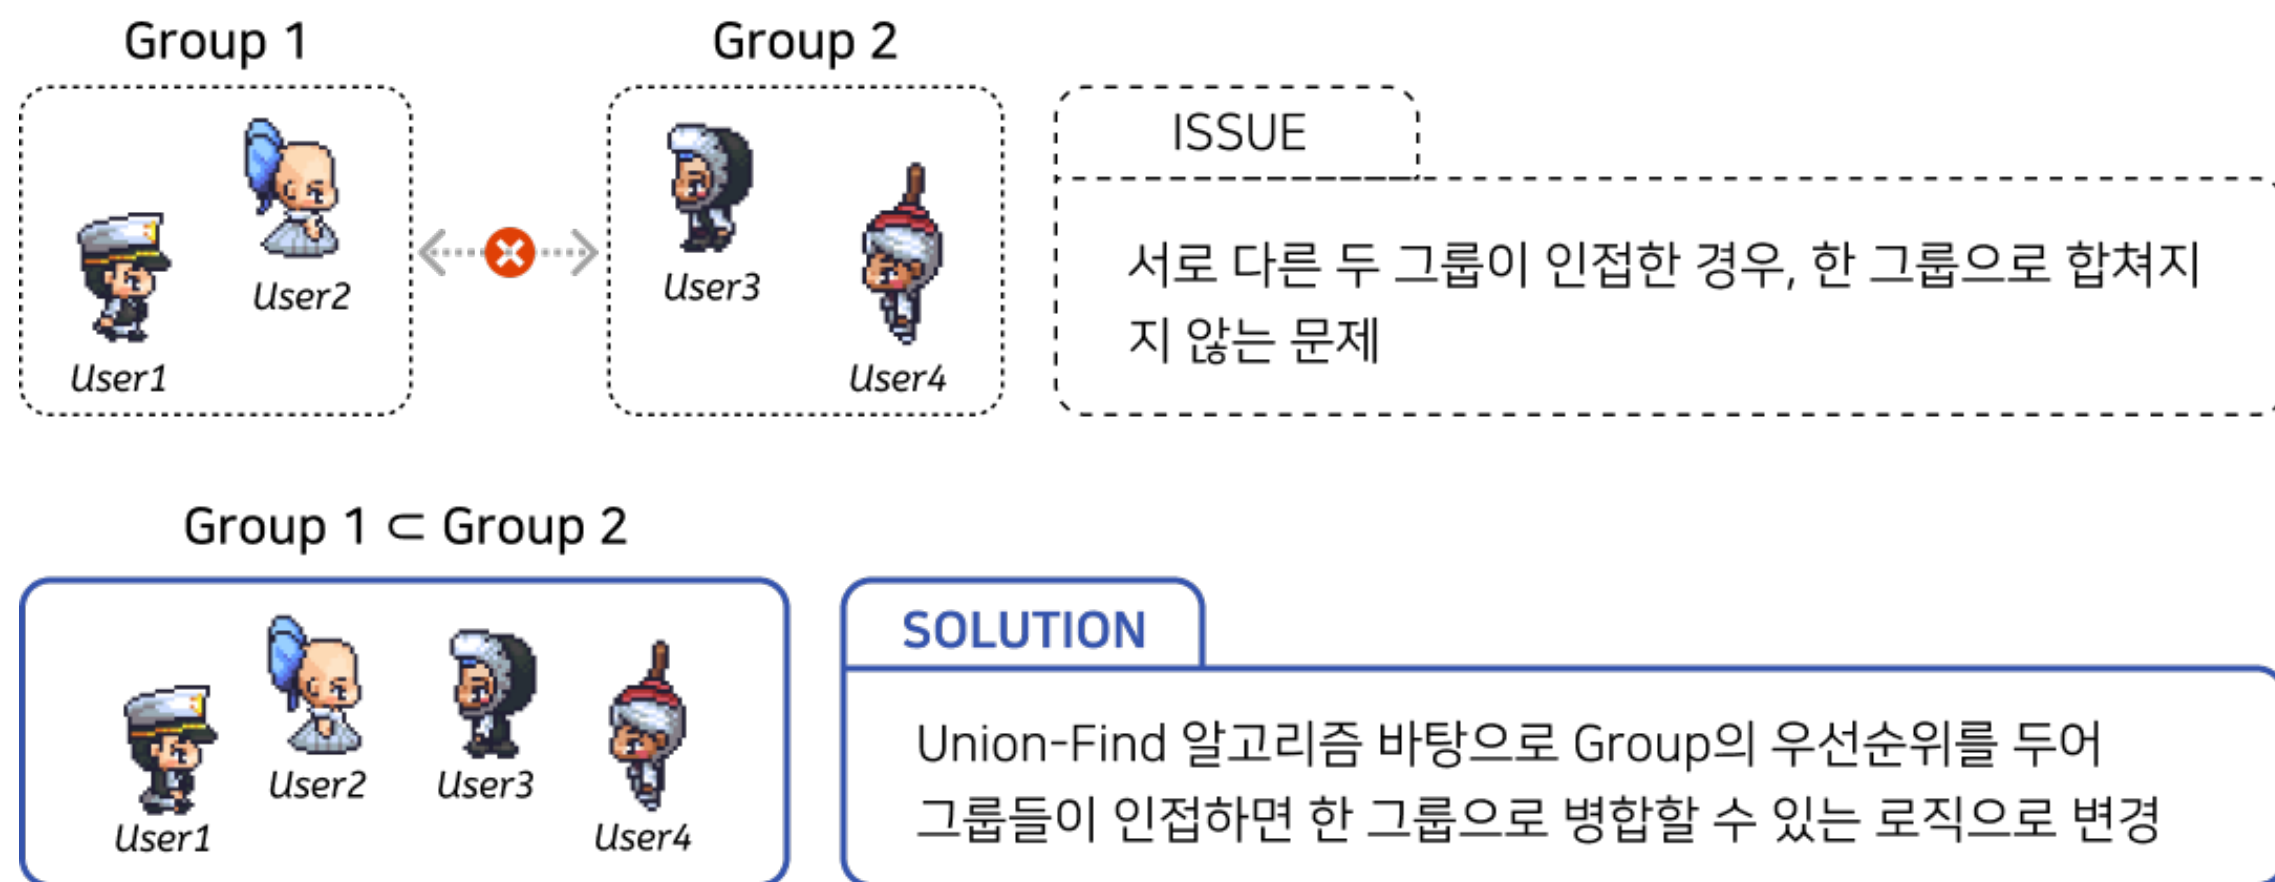 Group 1
Group 2
User1
User2
User3
User4
ISSUE
서로 다른 두 그룹이 인접한 경우, 한 그룹으로 합쳐지
지 않는 문제
Group 1 ⊂ Group 2
User1
User2
User3
User4
SOLUTION
Union-Find 알고리즘 바탕으로 Group의 우선순위를 두어
그룹들이 인접하면 한 그룹으로 병합할 수 있는 로직으로 변경